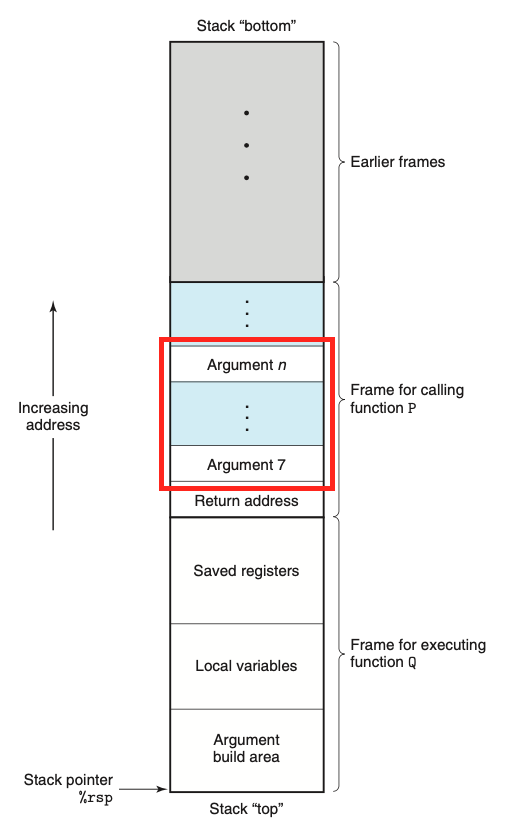 Stack “bottom”
Earlier frames
Argument n
Increasing
address
Frame for calling
function P
Argument 7
Return address
Saved registers
Local variables
Frame for executing
function Q
Argument
build area
Stack pointer
%rsp
Stack “top”